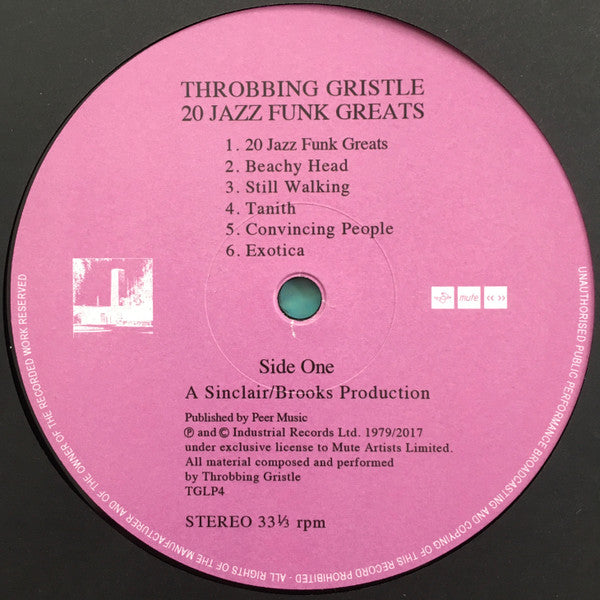 THROBBING GRISTLE
20 JAZZ FUNK GREATS
1. 20 Jazz Funk Greats
2. Beachy Head
3. Still Walking
4. Tanith
5. Convincing People
6. Exotica
mute
<< >>
Side One
A Sinclair/Brooks Production
Published by Peer Music
℗ and © Industrial Records Ltd. 1979/2017
under exclusive license to Mute Artists Limited.
All material composed and performed
by Throbbing Gristle
TGLP4
STEREO 33⅓ rpm
UNAUTHORISED PUBLIC PERFORMANCE BROADCASTING AND COPYING OF THIS RECORD PROHIBITED - ALL RIGHTS OF THE MANUFACTURER AND OF THE OWNER OF THE RECORDED WORK RESERVED